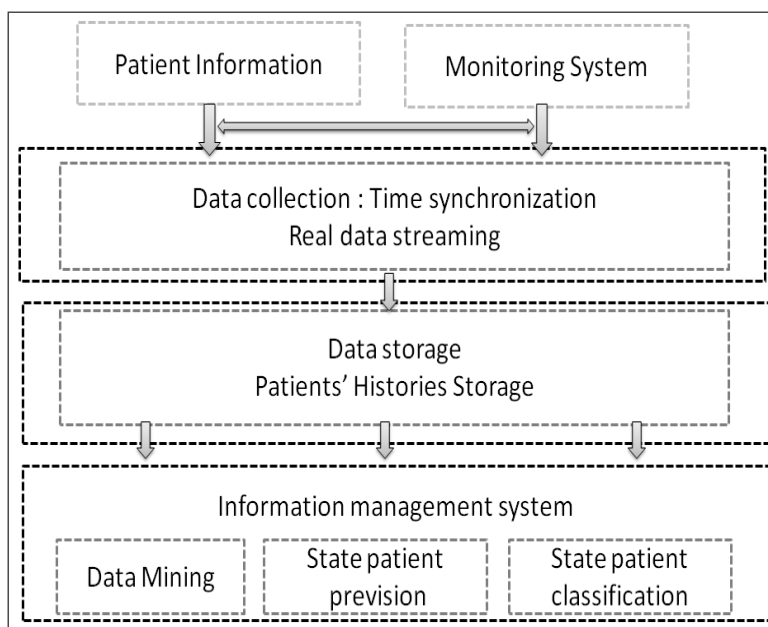 Patient Information
Monitoring System
Data collection : Time synchronization
Real data streaming
Data storage
Patients' Histories Storage
Information management system
Data Mining
State patient
prevision
State patient
classification